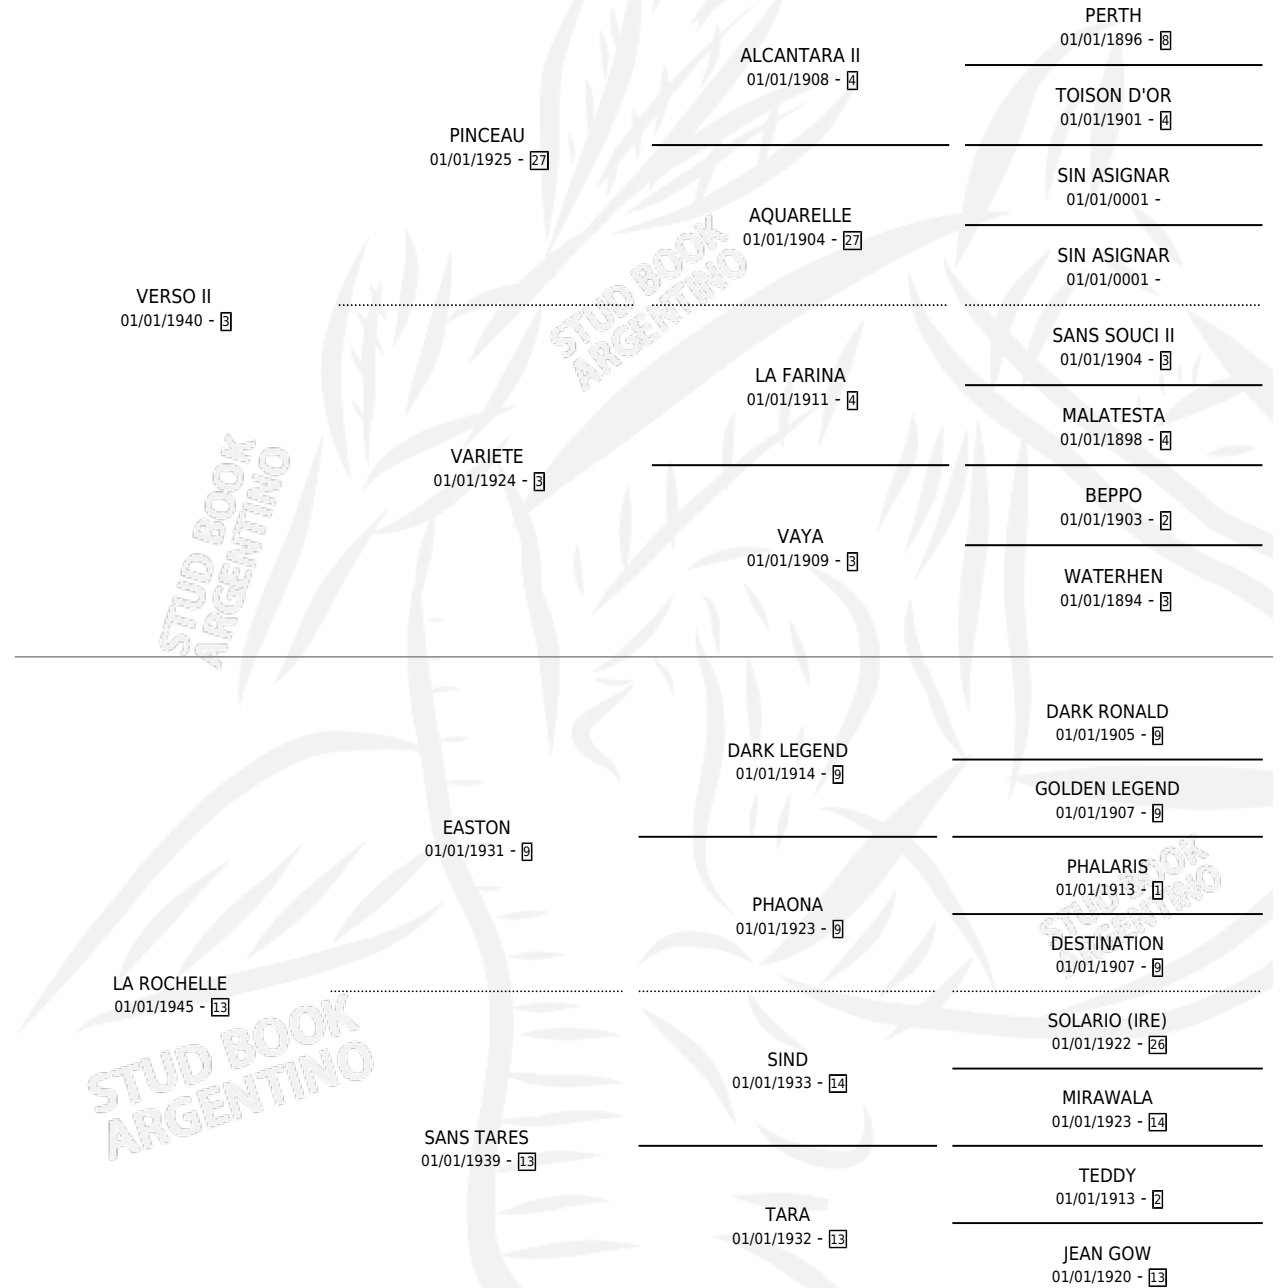 PERTH
01/01/1896 - 8
ALCANTARA II
01/01/1908 - 4
TOISON D'OR
01/01/1901 - 4
PINCEAU
01/01/1925 - 27
SIN ASIGNAR
01/01/0001 -
AQUARELLE
01/01/1904 - 27
SIN ASIGNAR
01/01/0001 -
VERSO II
01/01/1940 - 3
SANS SOUCI II
01/01/1904 - 3
LA FARINA
01/01/1911 - 4
MALATESTA
01/01/1898 - 4
VARIETE
01/01/1924 - 3
BEPPO
01/01/1903 - 2
VAYA
01/01/1909 - 3
WATERHEN
01/01/1894 - 3
DARK RONALD
01/01/1905 - 9
DARK LEGEND
01/01/1914 - 9
GOLDEN LEGEND
01/01/1907 - 9
EASTON
01/01/1931 - 9
PHALARIS
01/01/1913 - 1
PHAONA
01/01/1923 - 9
DESTINATION
01/01/1907 - 9
LA ROCHELLE
01/01/1945 - 13
SOLARIO (IRE)
01/01/1922 - 26
SIND
01/01/1933 - 14
MIRAWALA
01/01/1923 - 14
SANS TARES
01/01/1939 - 13
TEDDY
01/01/1913 - 2
TARA
01/01/1932 - 13
JEAN GOW
01/01/1920 - 13
STUD BOOK
ARGENTINO
STUD BOOK
ARGENTINO
STUD BOOK
ARGENTINO
STUD BOOK
ARGENTINO